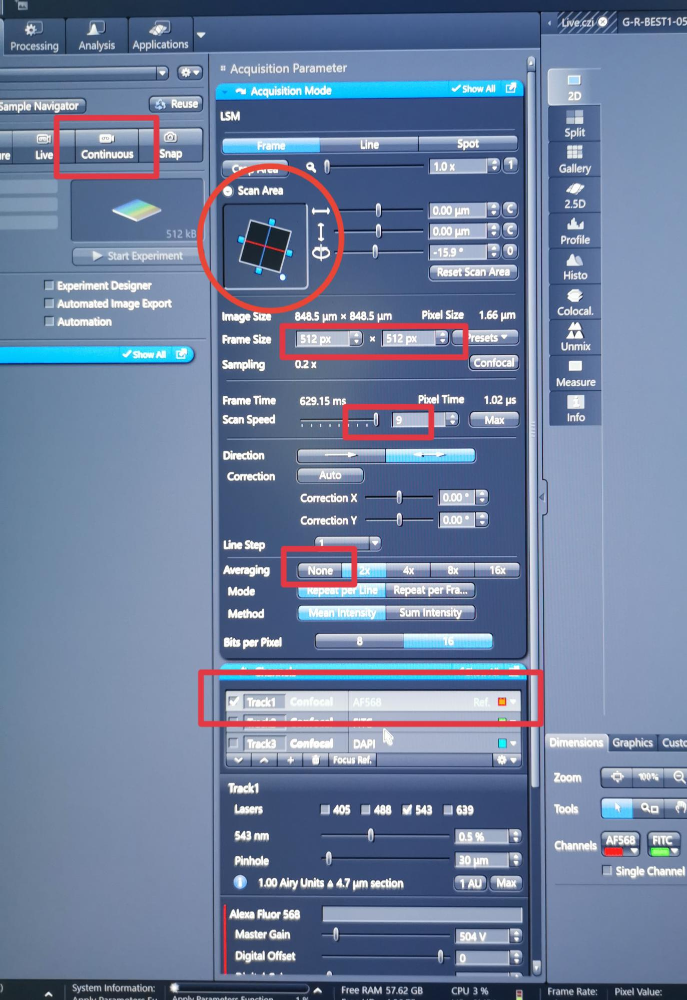 Processing
Analysis
Applications
Live.czi
G-R-BEST1-05
Acquisition Parameter
Acquisition Mode
Show All
Sample Navigator
Reuse
LSM
Live
Continuous
Snap
Frame
Line
Spot
Crop Area
1.0 x
1
Scan Area
0.00 µm
C
0.00 µm
C
-15.9 °
0
Reset Scan Area
512 kB
Start Experiment
Experiment Designer
Automated Image Export
Automation
Show All
Image Size
848.5 µm × 848.5 µm
Pixel Size
1.66 µm
Frame Size
512 px
×
512 px
Presets
Sampling
0.2 x
Confocal
Frame Time
629.15 ms
Pixel Time
1.02 µs
Scan Speed
9
Max
Direction
Correction
Auto
Correction X
0.00 °
Correction Y
0.00 °
Line Step
1
Averaging
None
2x
4x
8x
16x
Mode
Repeat per Line
Repeat per Fra...
Method
Mean Intensity
Sum Intensity
Bits per Pixel
8
16
Channels
Show All
Track1
Confocal
AF568
Ref.
Track2
Confocal
FITC
Track3
Confocal
DAPI
Focus Ref.
Track1
Lasers
405
488
543
639
543 nm
0.5 %
Pinhole
30 µm
1.00 Airy Units ≙ 4.7 µm section
1 AU
Max
Alexa Fluor 568
Master Gain
504 V
Digital Offset
0
2D
Split
Gallery
2.5D
Profile
Histo
Colocal.
Unmix
Measure
Info
Dimensions
Graphics
Custo
Zoom
100%
Tools
Channels
AF568
FITC
Single Channel
System Information:
Free RAM 57.62 GB
CPU 3 %
Frame Rate:
Pixel Value:
Apply Parameters Function
1 %